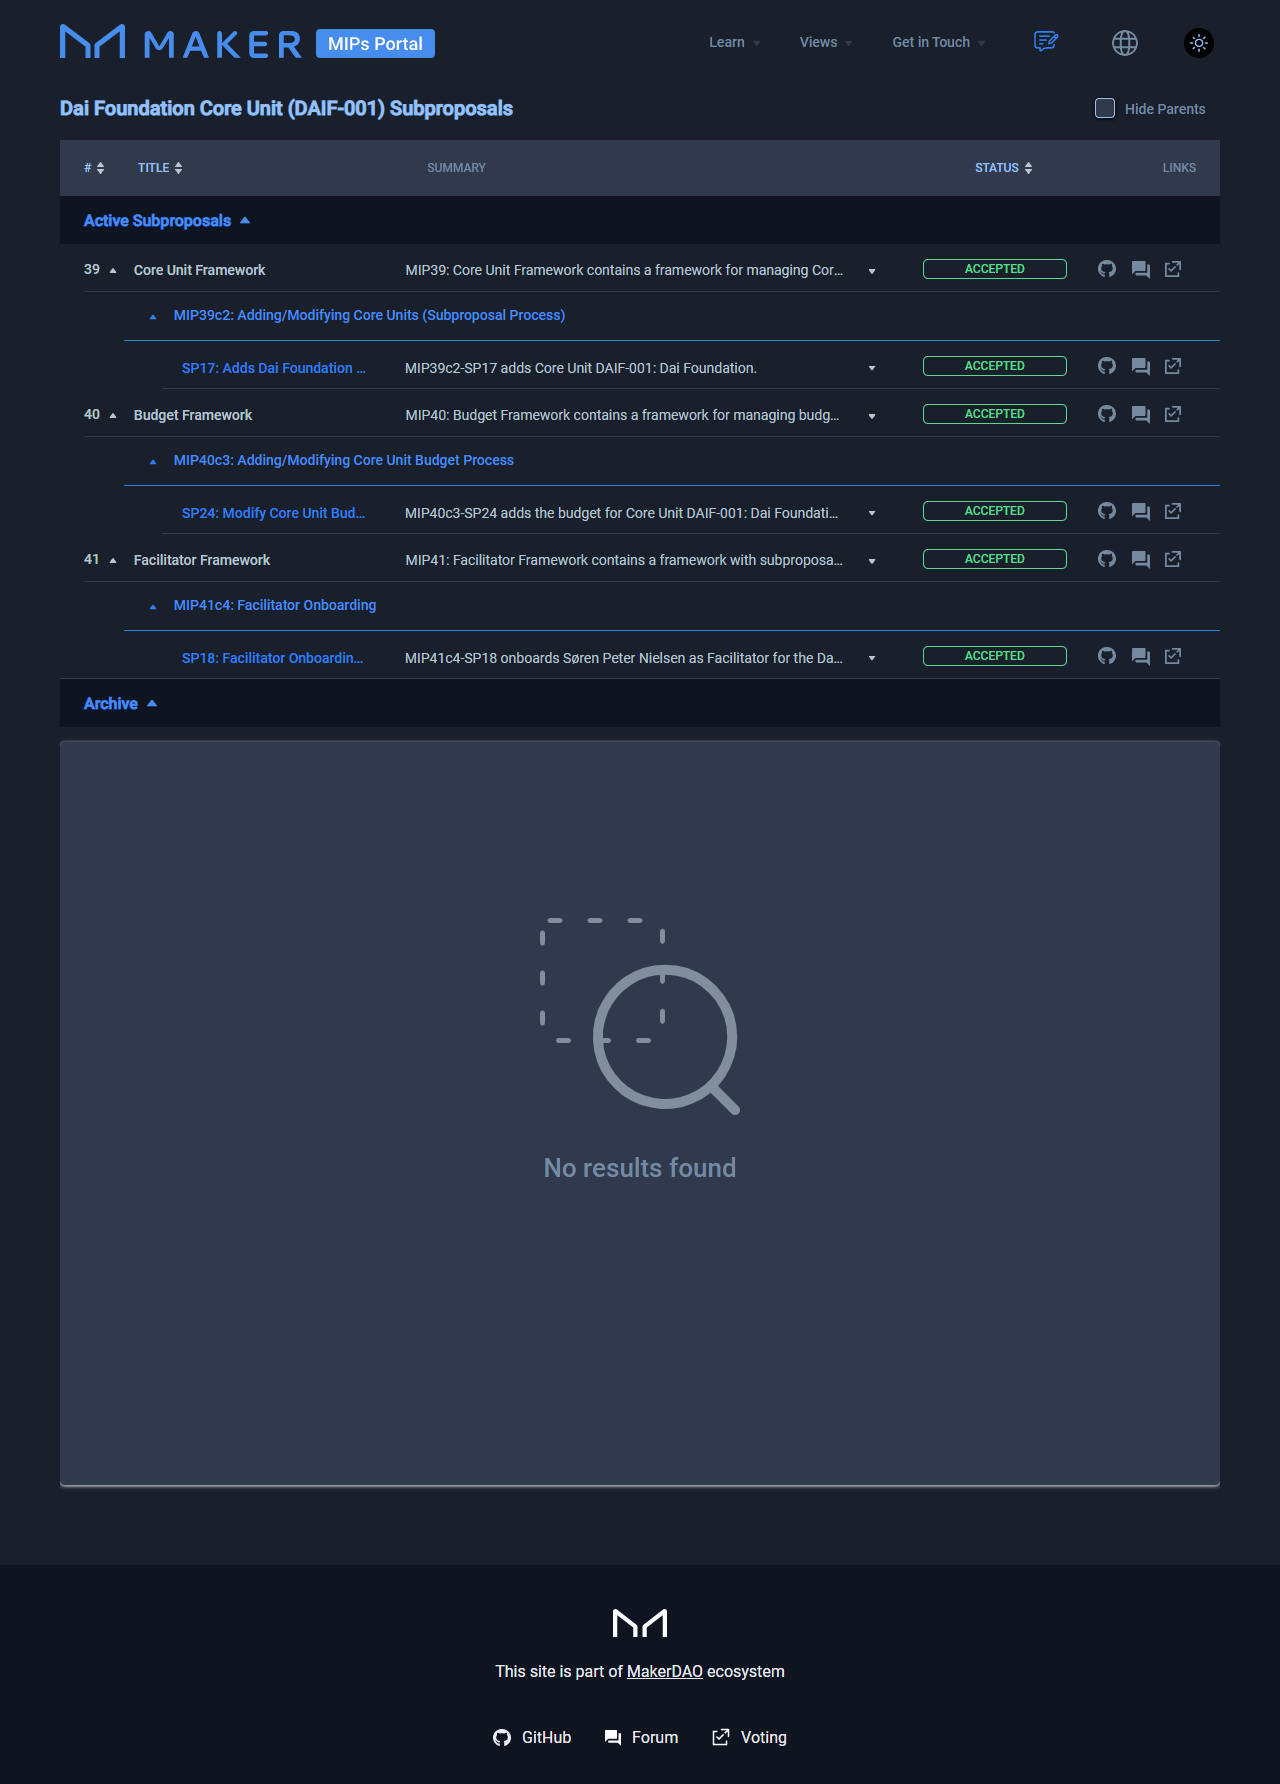 MAKER MIPs Portal
Learn Views Get in Touch
Dai Foundation Core Unit (DAIF-001) Subproposals
Hide Parents
# TITLE SUMMARY STATUS LINKS
Active Subproposals
39 Core Unit Framework MIP39: Core Unit Framework contains a framework for managing Cor... ACCEPTED
MIP39c2: Adding/Modifying Core Units (Subproposal Process)
SP17: Adds Dai Foundation ... MIP39c2-SP17 adds Core Unit DAIF-001: Dai Foundation. ACCEPTED
40 Budget Framework MIP40: Budget Framework contains a framework for managing budg... ACCEPTED
MIP40c3: Adding/Modifying Core Unit Budget Process
SP24: Modify Core Unit Bud... MIP40c3-SP24 adds the budget for Core Unit DAIF-001: Dai Foundati... ACCEPTED
41 Facilitator Framework MIP41: Facilitator Framework contains a framework with subproposa... ACCEPTED
MIP41c4: Facilitator Onboarding
SP18: Facilitator Onboardin... MIP41c4-SP18 onboards Søren Peter Nielsen as Facilitator for the Da... ACCEPTED
Archive
No results found
This site is part of MakerDAO ecosystem
GitHub Forum Voting